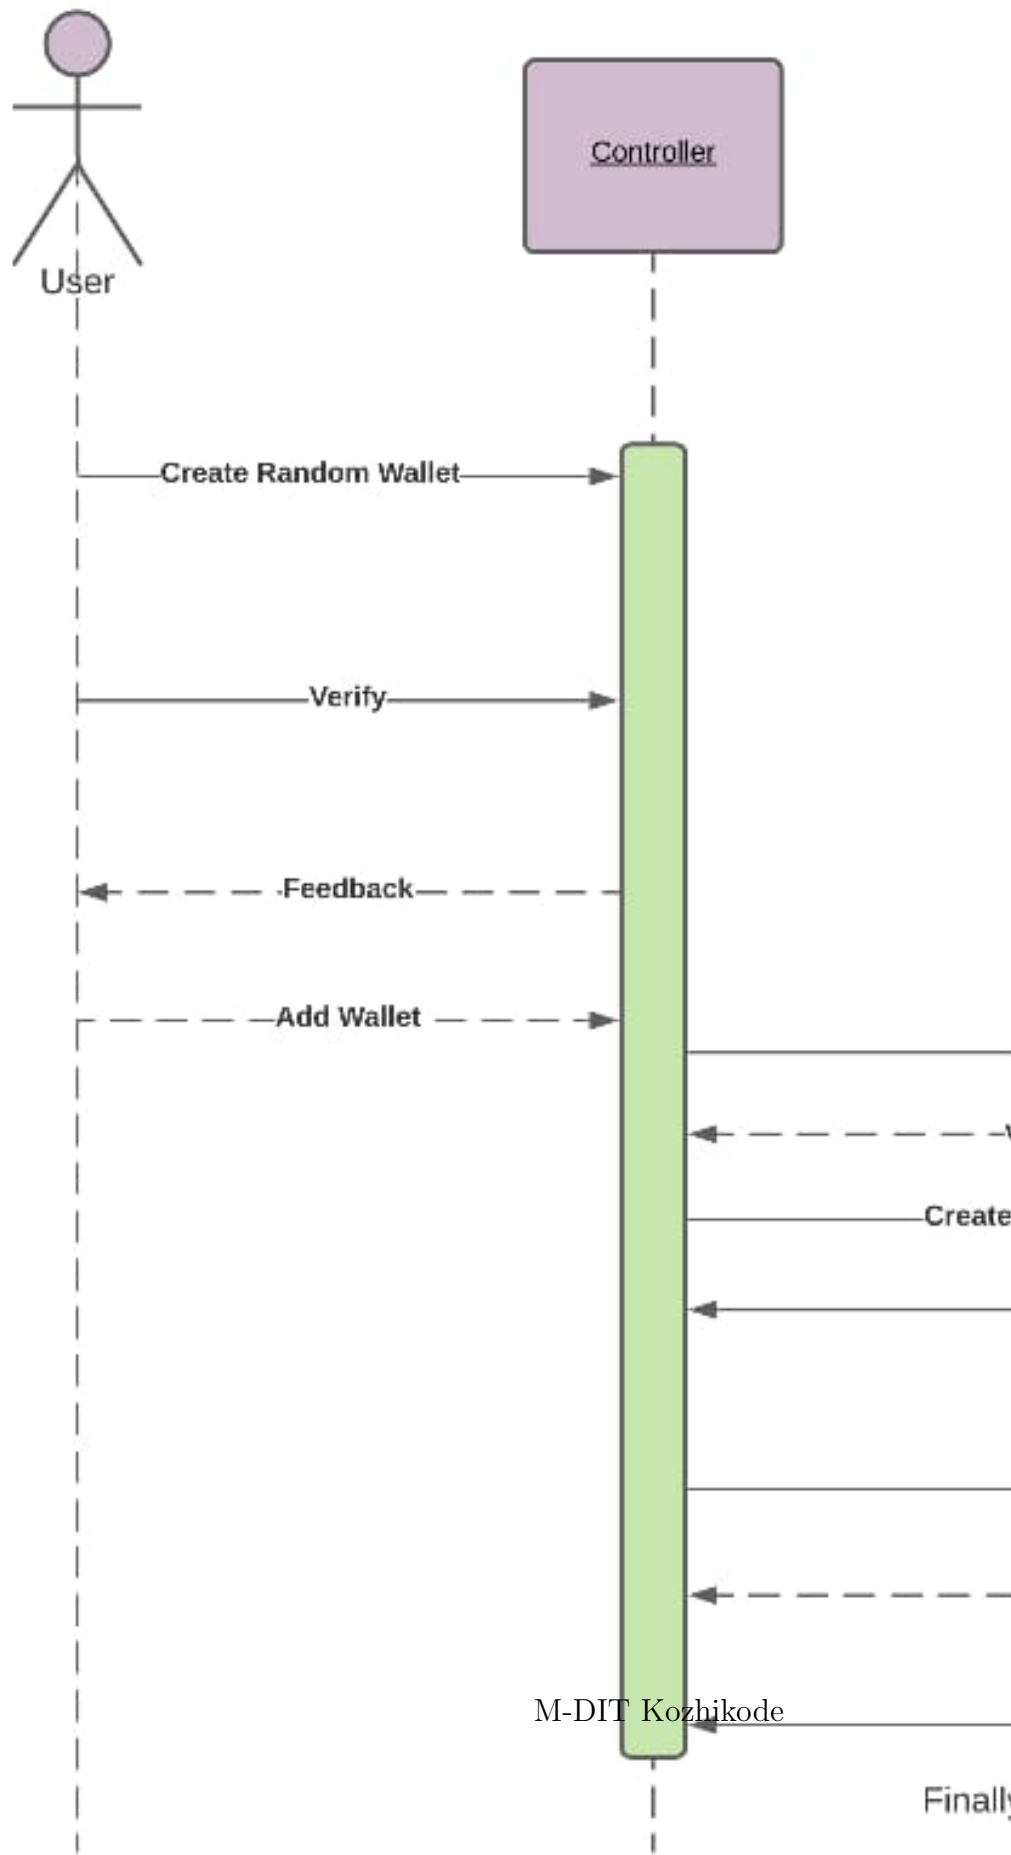 User
Controller
Create Random Wallet
Verify
Feedback
Add Wallet
Create
M-DIT Kozhikode
Finally